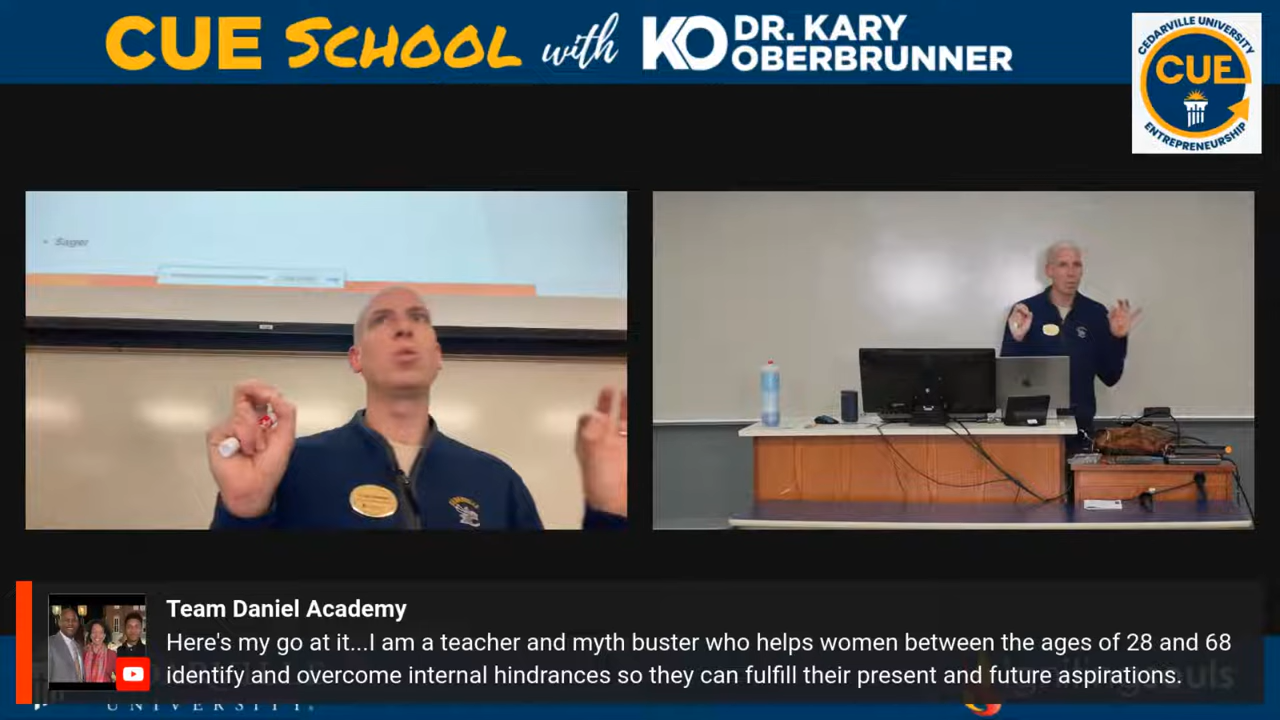 CUE SCHOOL with KO DR. KARY OBERBRUNNER
CEDARVILLE UNIVERSITY
CUE
ENTREPRENEURSHIP
Sager
Team Daniel Academy
Here's my go at it...I am a teacher and myth buster who helps women between the ages of 28 and 68
identify and overcome internal hindrances so they can fulfill their present and future aspirations.
UNIVERSITY.